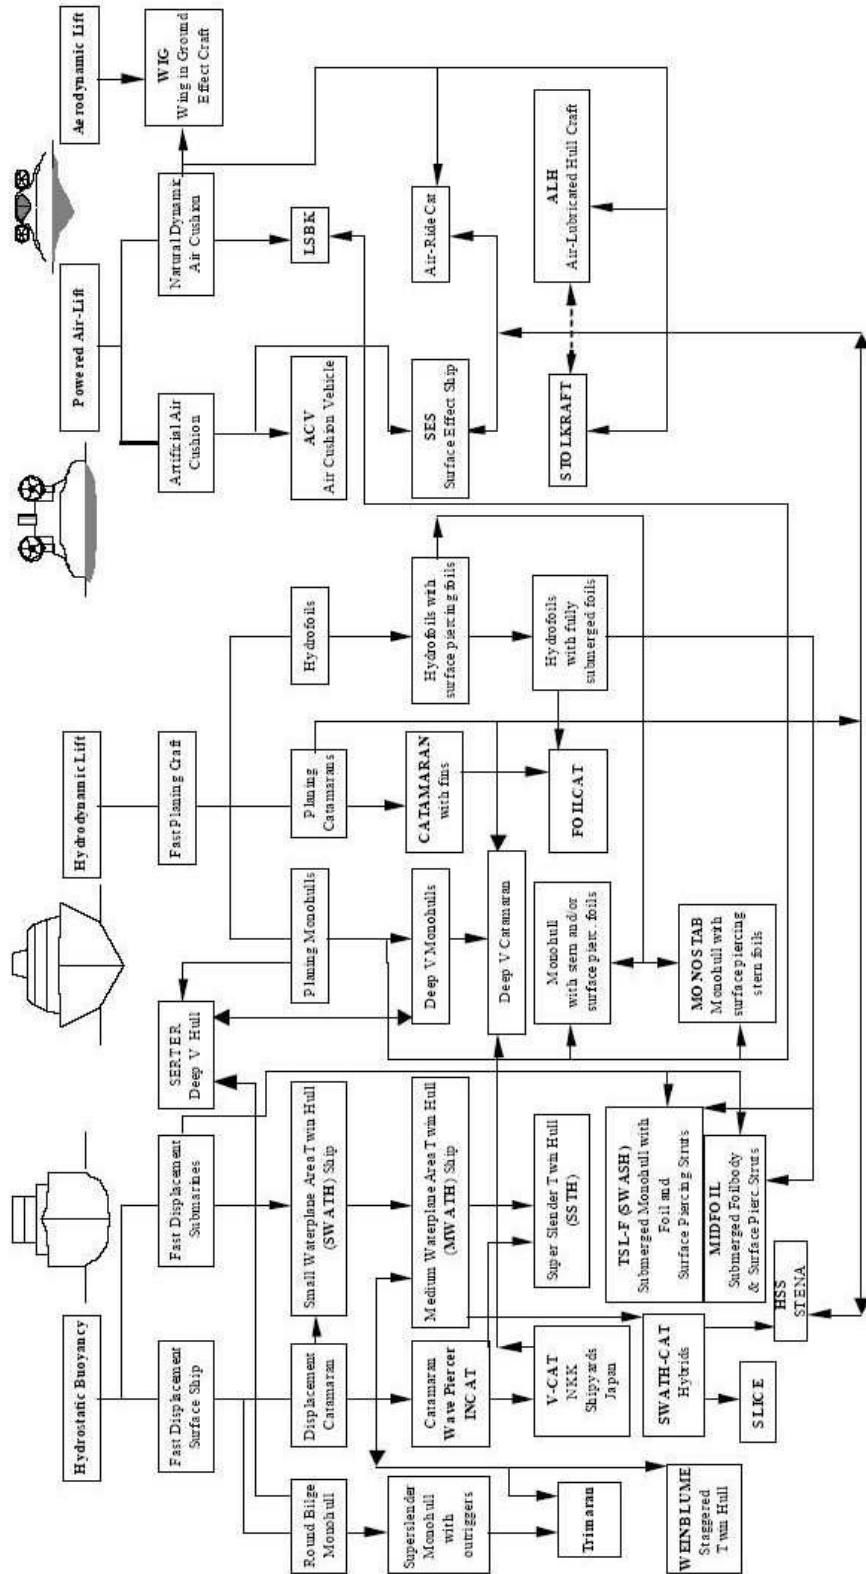 Hydrostatic Buoyancy
Hydrodynamic Lift
Powered Air-Lift
Aerodynamic Lift
Fast Displacement
Surface Ship
Fast Displacement
Submarines
SERTER
Deep V Hull
Fast Planing Craft
Artificial Air
Cushion
Natural Dynamic
Air Cushion
WIG
Wing in Ground
Effect Craft
Round Bilge
Monohull
Displacement
Catamaran
Small Waterplane Area Twin Hull
(SWATH) Ship
Planing Monohulls
Planing
Catamarans
Hydrofoils
ACV
Air Cushion Vehicle
LSBK
Superslender
Monohull
with
outriggers
Catamaran
Wave Piercer
INCAT
Medium Waterplane Area Twin Hull
(MWATH) Ship
Deep V Monohulls
CATAMARAN
with fins
Hydrofoils with
surface piercing foils
SES
Surface Effect Ship
Air-Ride Cat
Deep V Catamaran
Trimaran
V-CAT
NKK
Shipyards
Japan
Super Slender Twin Hull
(SSTH)
Monohull
with stern and/or
surface pierc. foils
FOILCAT
Hydrofoils
with fully
submerged foils
STOLKRAFT
ALH
Air-Lubricated Hull Craft
WEINBLUME
Staggered
Twin Hull
SWATH-CAT
Hybrids
TSL-F (SWASH)
Submerged Monohull with
Foil and
Surface Piercing Struts
MONOSTAB
Monohull with
surface piercing
stern foils
SLICE
MIDFOIL
Submerged Foilbody
& Surface Pierc.Struts
HSS
STENA